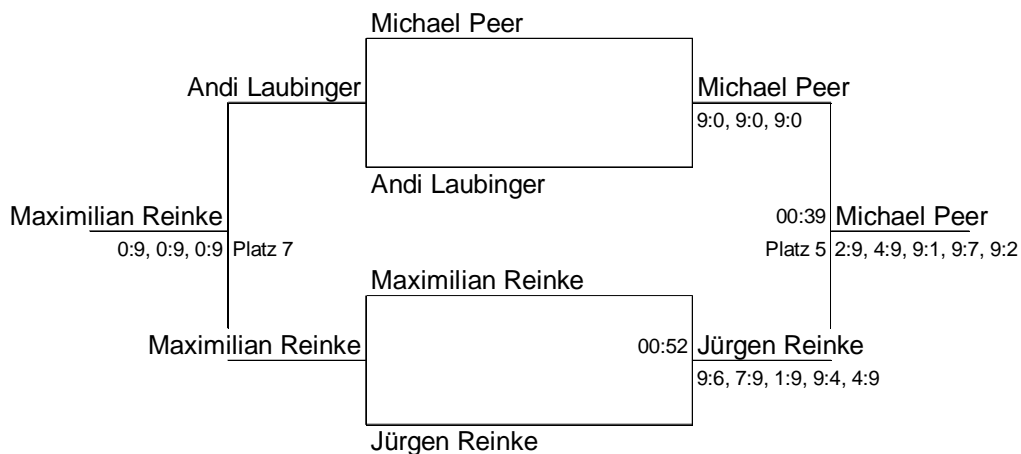 Michael Peer
Andi Laubinger
Michael Peer
9:0, 9:0, 9:0
Andi Laubinger
Maximilian Reinke
00:39 Michael Peer
0:9, 0:9, 0:9 Platz 7
Platz 5 2:9, 4:9, 9:1, 9:7, 9:2
Maximilian Reinke
Maximilian Reinke
00:52 Jürgen Reinke
9:6, 7:9, 1:9, 9:4, 4:9
Jürgen Reinke